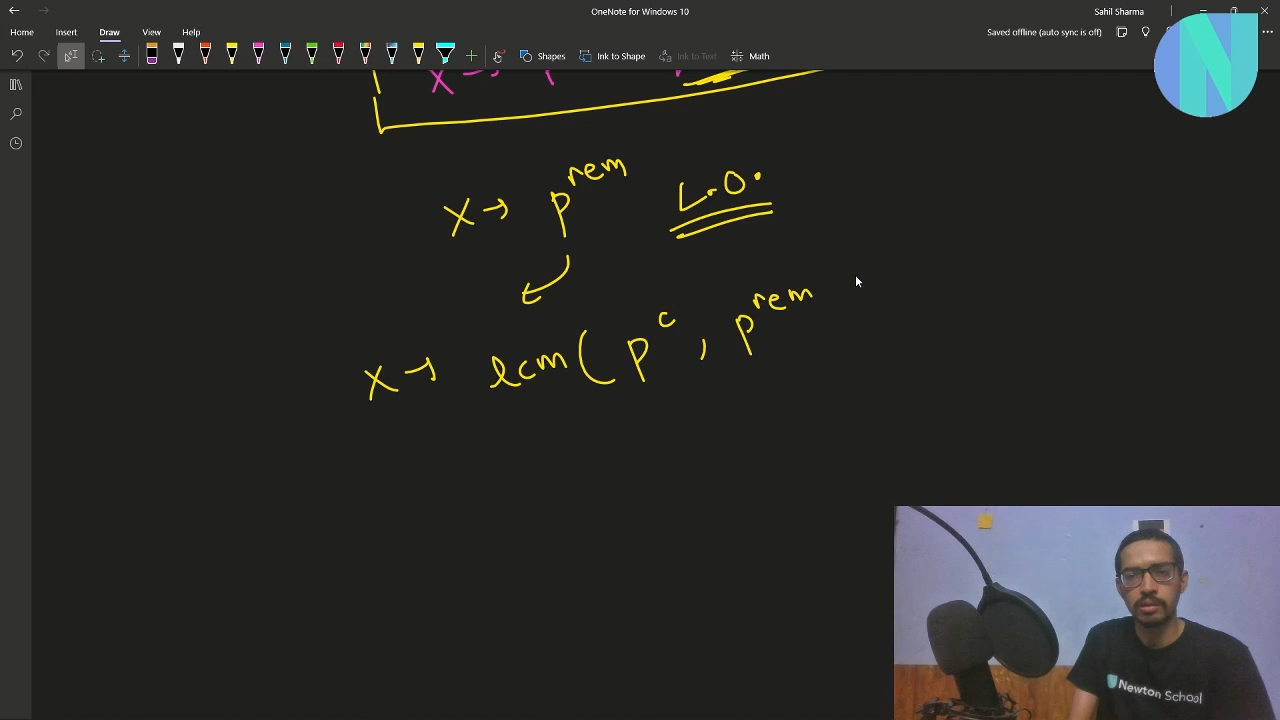 OneNote for Windows 10
Sahil Sharma
Home Insert Draw View Help
Saved offline (auto sync is off)
Shapes Ink to Shape Ink to Text Math
X → p
X → p^rem L.O.
X → lcm( p^c , p^rem
Newton School